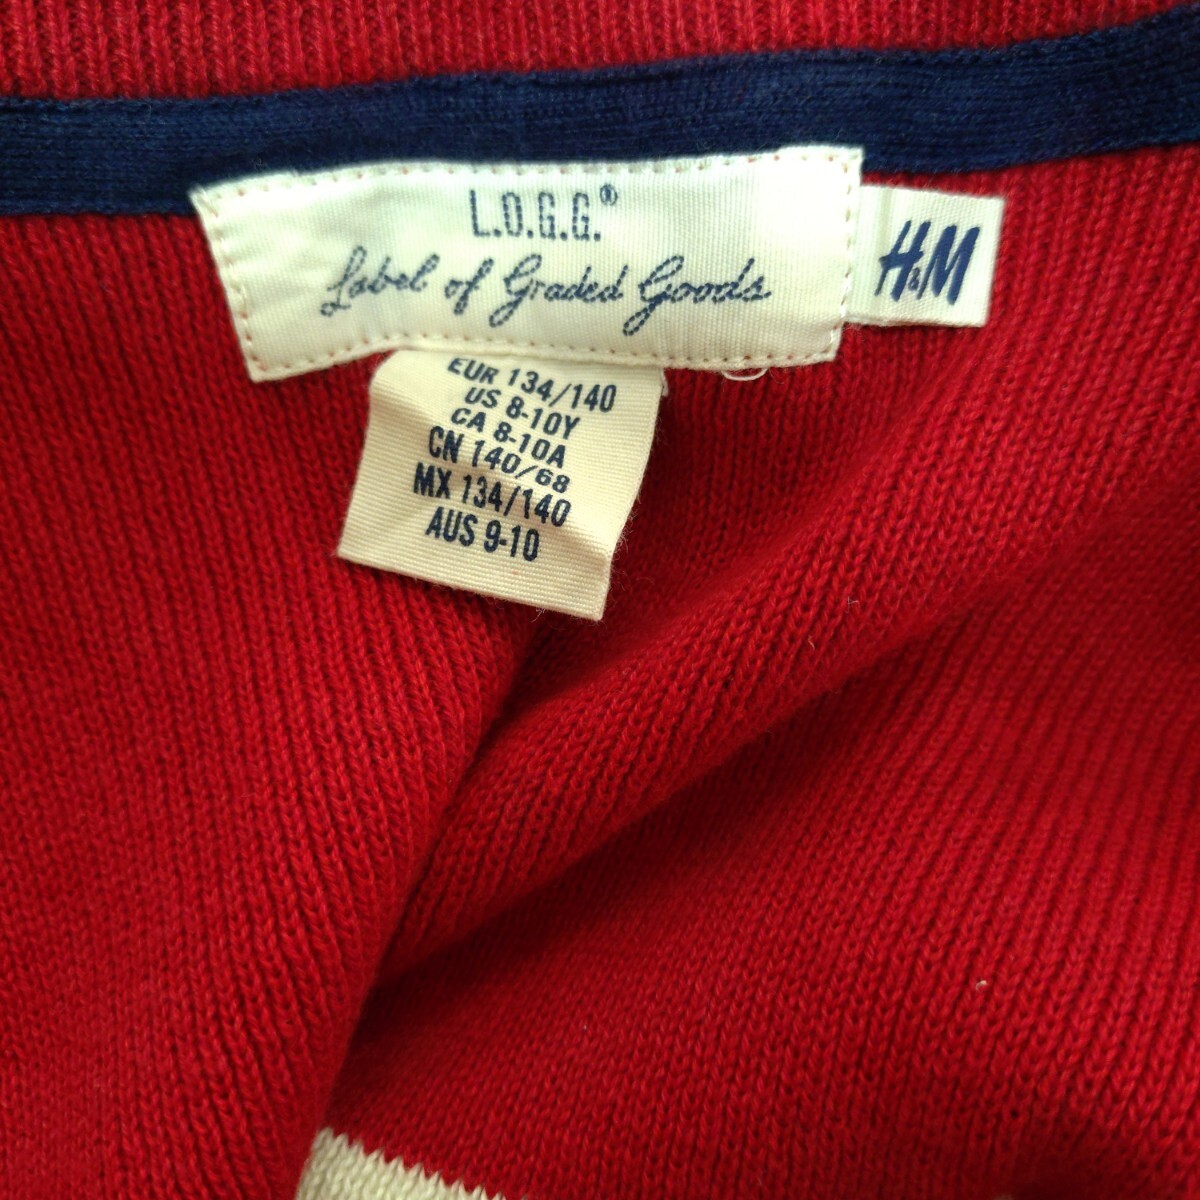 L.O.G.G.®
Label of Graded Goods
H&M
EUR 134/140
US 8-10Y
CA 8-10A
CN 140/68
MX 134/140
AUS 9-10